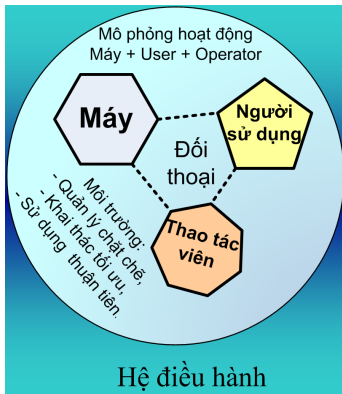 Mô phỏng hoạt động
Máy + User + Operator
Máy
Người
sử dụng
Đối
thoại
Thao tác
viên
Môi trường:
- Quản lý chặt chẽ,
- Khai thác tối ưu,
- Sử dụng thuận tiên.
Hệ điều hành